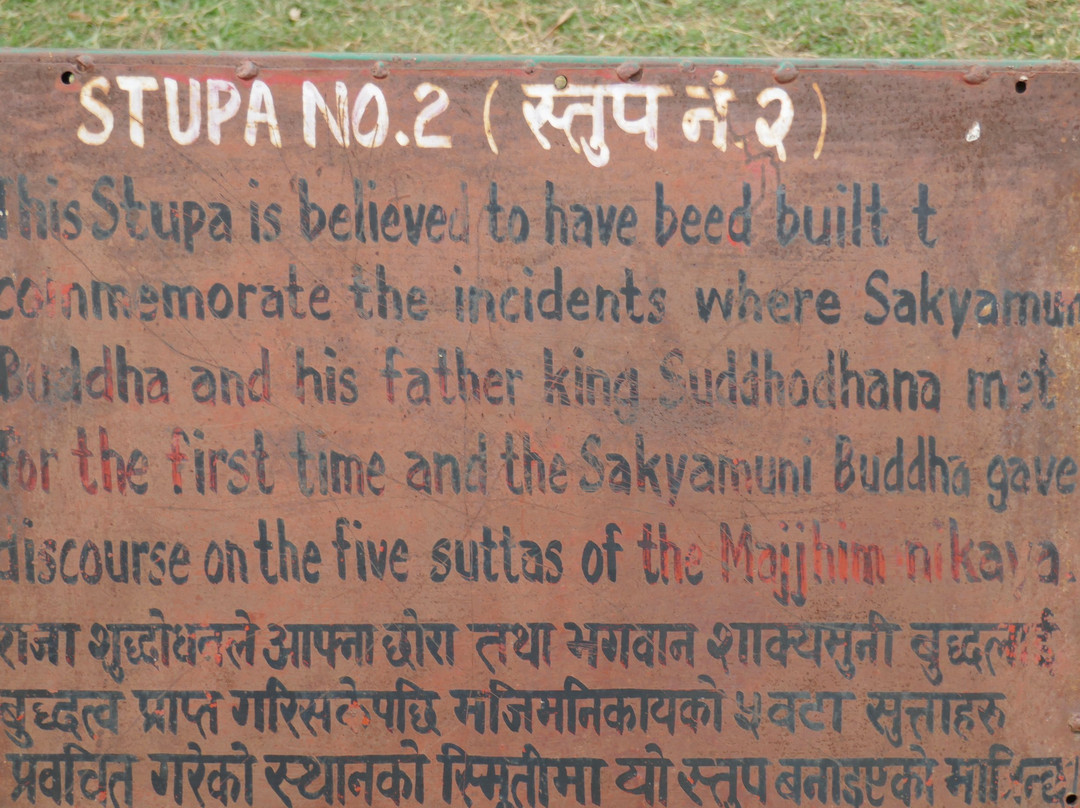 STUPA NO.2 (स्तुप नं. २)
This Stupa is believed to have beed built t
commemorate the incidents where Sakyamun
Buddha and his father king Suddhodhana met
for the first time and the Sakyamuni Buddha gave
discourse on the five suttas of the Majjhim nikaya.
राजा शुद्धोधनले आफ्ना छोरा तथा भगवान शाक्यमुनी बुद्धलाई
बुद्धत्व प्राप्त गरिसकेपछि मजिमनिकायको ५ वटा सुत्ताहरु
प्रवचित गरेको स्थानको स्मिृतीमा यो स्तुप बनाइएको मानिन्छ।